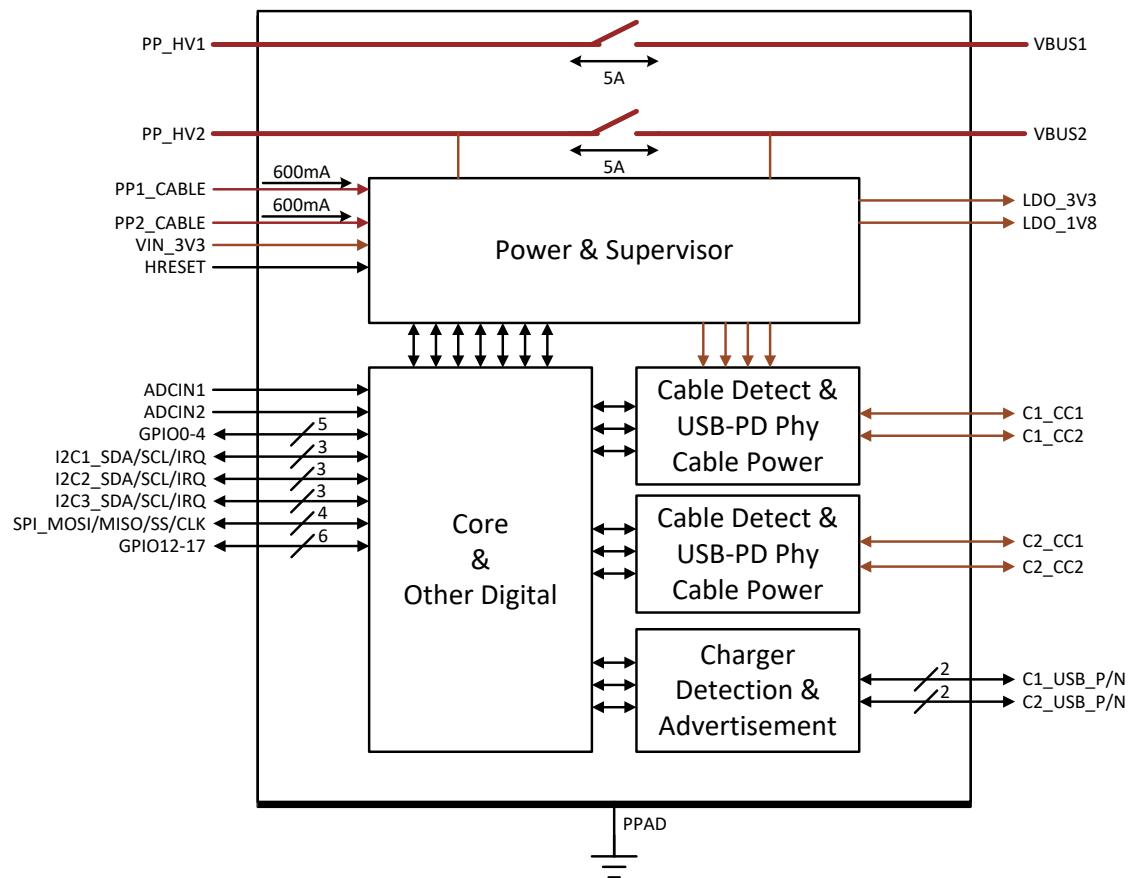 PP_HV1
VBUS1
5A
PP_HV2
VBUS2
5A
600mA
PP1_CABLE
600mA
PP2_CABLE
VIN_3V3
HRESET
Power & Supervisor
LDO_3V3
LDO_1V8
ADCIN1
ADCIN2
GPIO0-4
5
I2C1_SDA/SCL/IRQ
3
I2C2_SDA/SCL/IRQ
3
I2C3_SDA/SCL/IRQ
3
SPI_MOSI/MISO/SS/CLK
4
GPIO12-17
6
Core
&
Other Digital
Cable Detect &
USB-PD Phy
Cable Power
C1_CC1
C1_CC2
Cable Detect &
USB-PD Phy
Cable Power
C2_CC1
C2_CC2
Charger
Detection &
Advertisement
2
C1_USB_P/N
2
C2_USB_P/N
PPAD